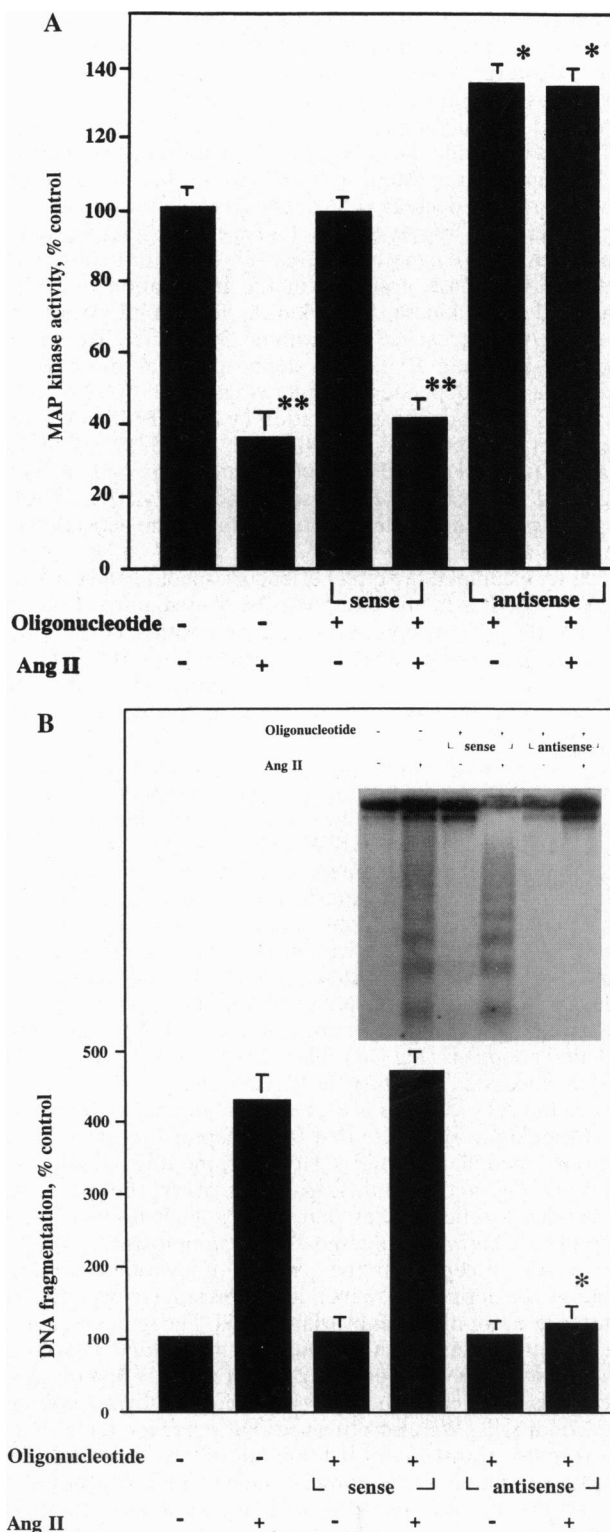 A
MAP kinase activity, % control
140
120
100
80
60
40
20
0
*
*
**
**
sense
antisense
Oligonucleotide - - + + + +
Ang II - + - + - +
B
Oligonucleotide - - + + + +
sense
antisense
Ang II - + - + - +
DNA fragmentation, % control
500
400
300
200
100
0
*
Oligonucleotide - - + + + +
sense
antisense
Ang II - + - + - +